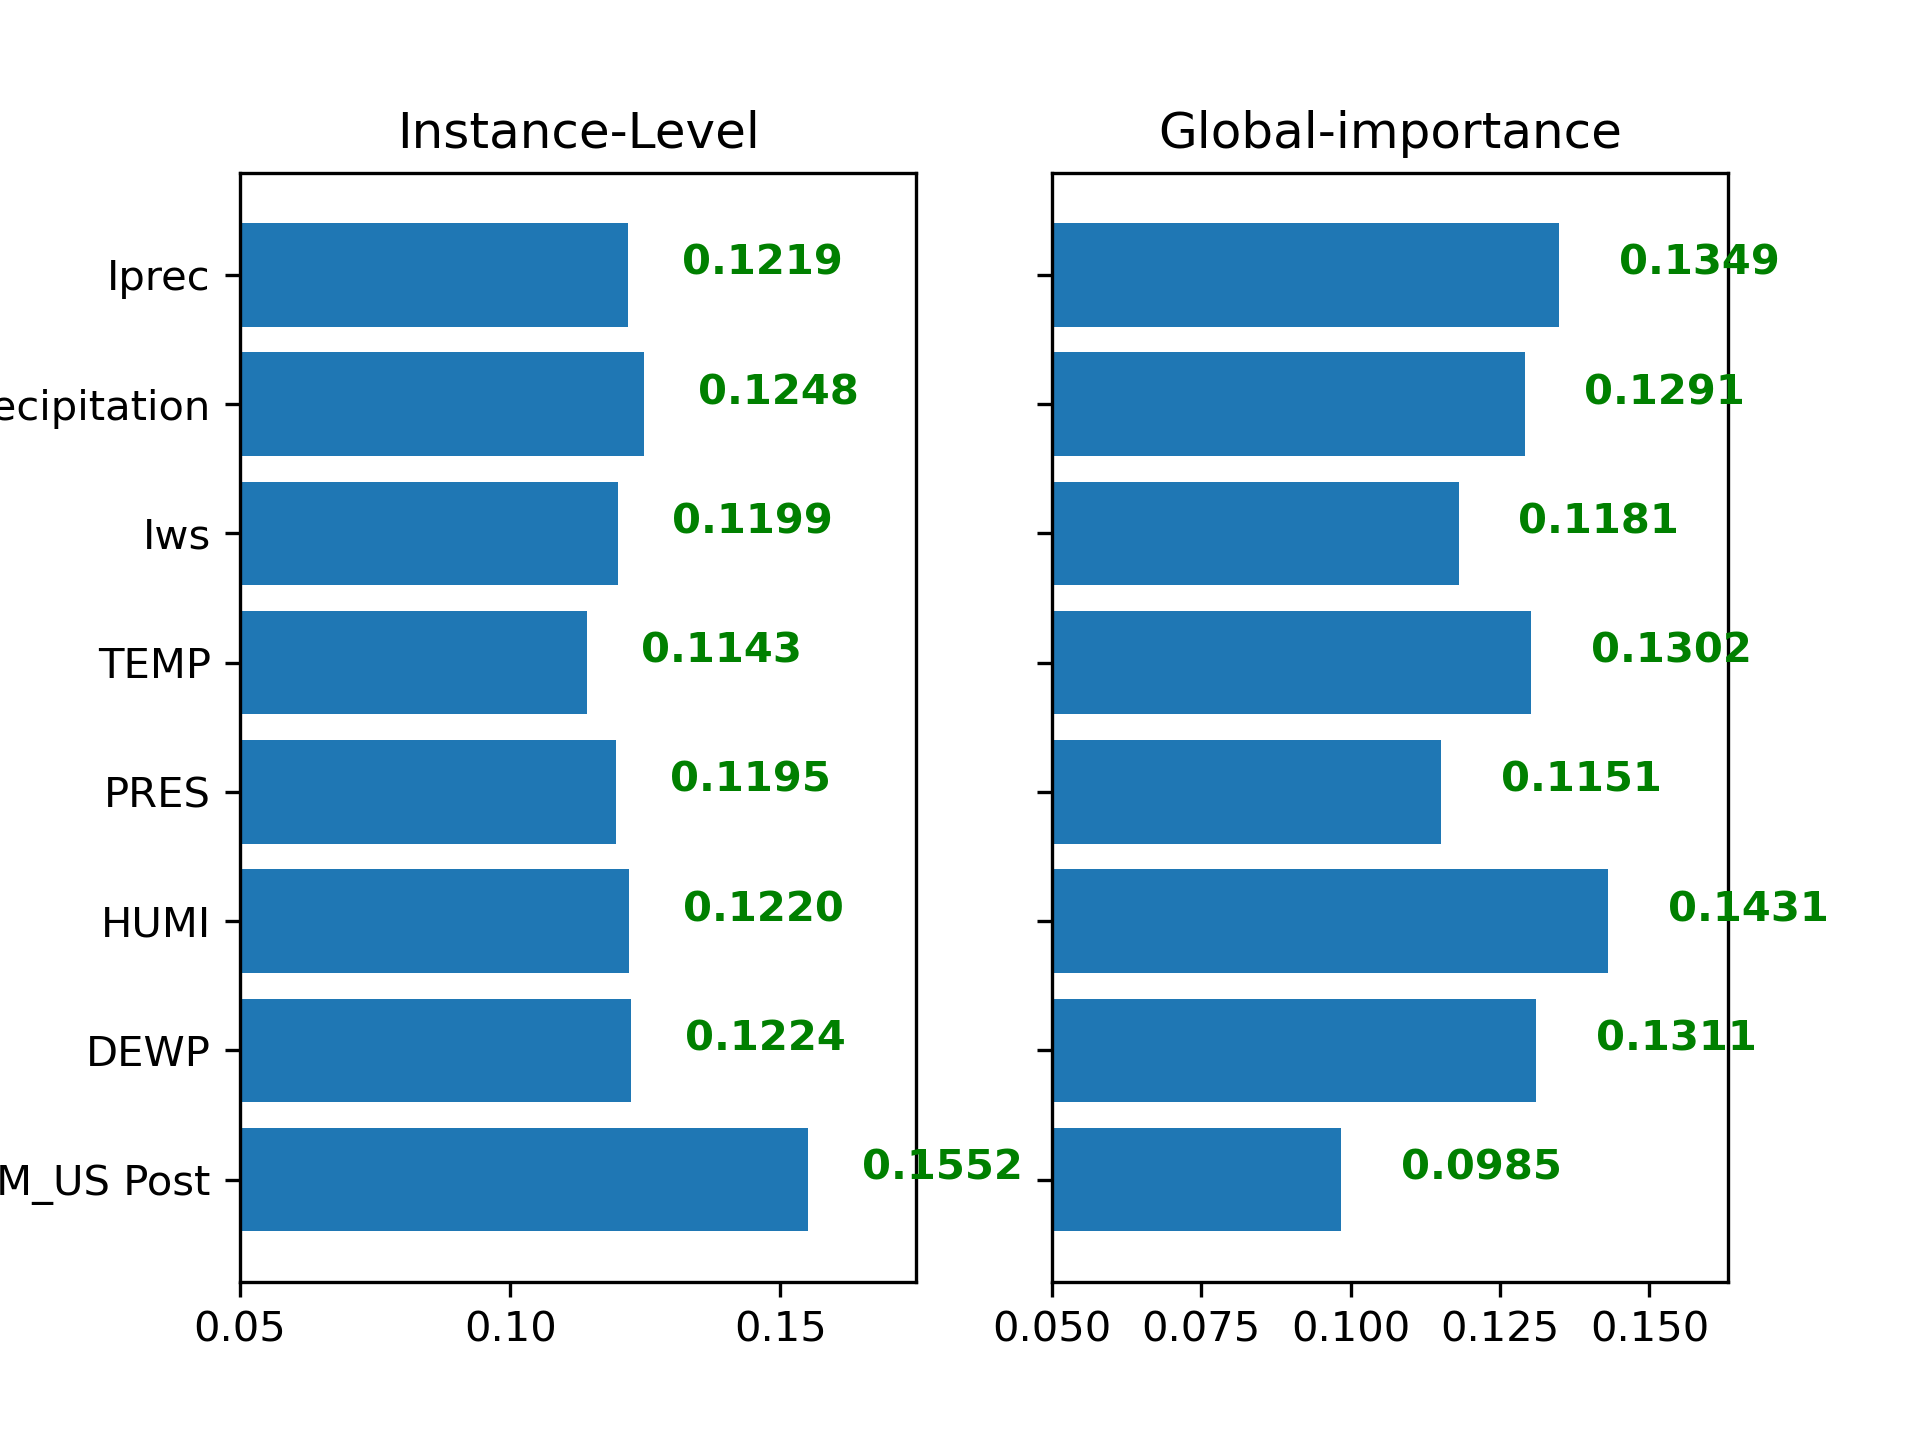 Instance-Level
Global-importance
Iprec
0.1219
0.1349
ecipitation
0.1248
0.1291
Iws
0.1199
0.1181
TEMP
0.1143
0.1302
PRES
0.1195
0.1151
HUMI
0.1220
0.1431
DEWP
0.1224
0.1311
M_US Post
0.1552
0.0985
0.05 0.10 0.15
0.050 0.075 0.100 0.125 0.150